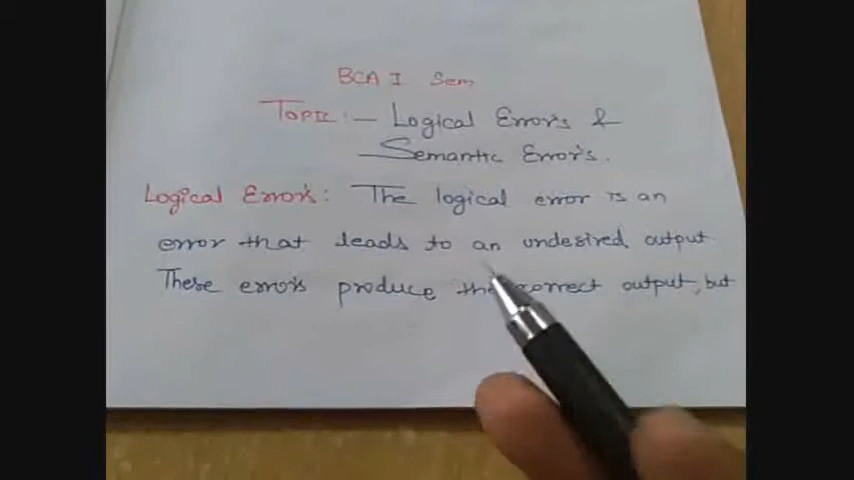 BCA I Sem
Topic :- Logical Errors &
Semantic Errors.
Logical Errors: The logical error is an
error that leads to an undesired output
These errors produce correct output, but